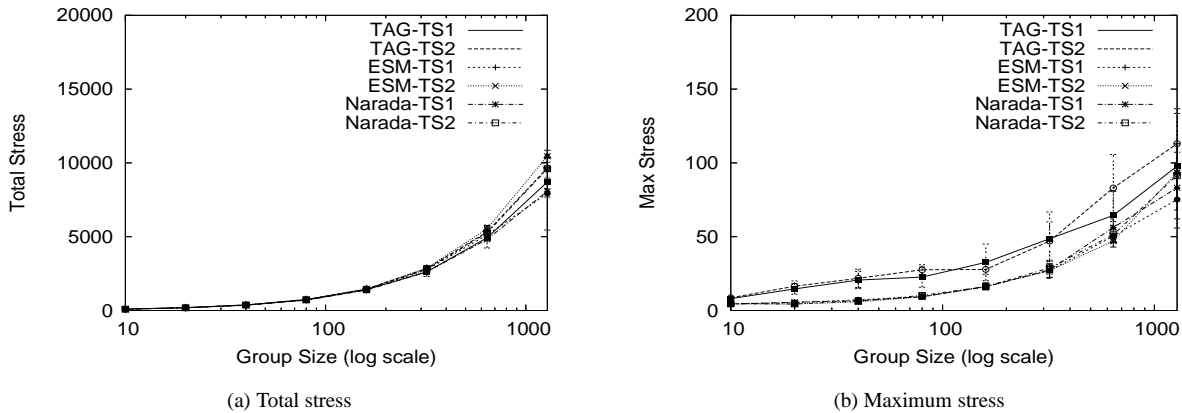 20000
15000
10000
5000
0
10
100
1000
Total Stress
Group Size (log scale)
TAG-TS1
TAG-TS2
ESM-TS1
ESM-TS2
Narada-TS1
Narada-TS2
(a) Total stress
200
150
100
50
0
10
100
1000
Max Stress
Group Size (log scale)
TAG-TS1
TAG-TS2
ESM-TS1
ESM-TS2
Narada-TS1
Narada-TS2
(b) Maximum stress